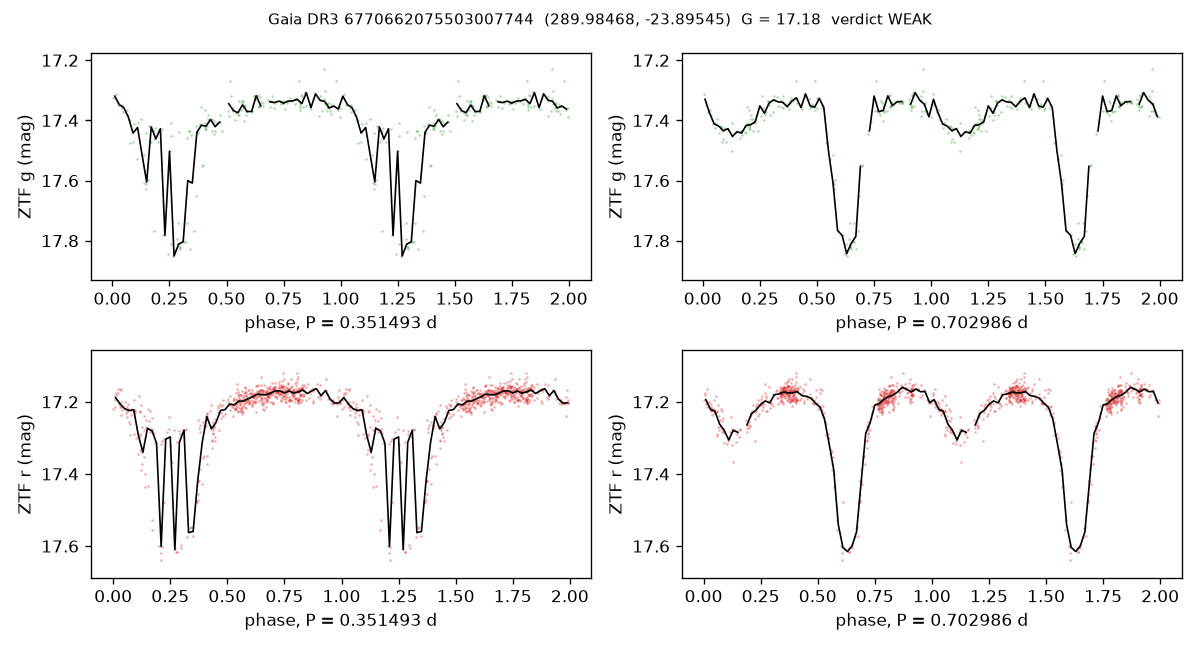 Gaia DR3 6770662075503007744  (289.98468, -23.89545)  G = 17.18  verdict WEAK
17.2
17.4
17.6
17.8
ZTF g (mag)
0.00 0.25 0.50 0.75 1.00 1.25 1.50 1.75 2.00
phase, P = 0.351493 d
17.2
17.4
17.6
17.8
ZTF g (mag)
0.00 0.25 0.50 0.75 1.00 1.25 1.50 1.75 2.00
phase, P = 0.702986 d
17.2
17.4
17.6
ZTF r (mag)
0.00 0.25 0.50 0.75 1.00 1.25 1.50 1.75 2.00
phase, P = 0.351493 d
17.2
17.4
17.6
ZTF r (mag)
0.00 0.25 0.50 0.75 1.00 1.25 1.50 1.75 2.00
phase, P = 0.702986 d